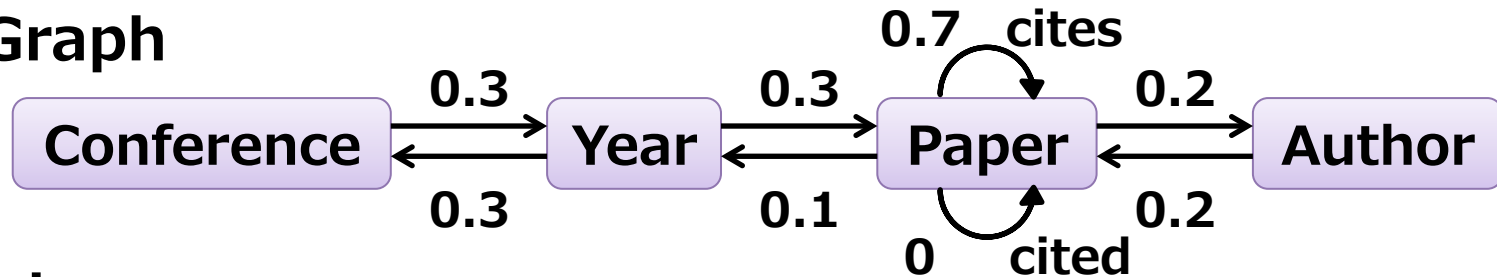 Graph
0.7 cites
0.3 0.3 0.2
Conference Year Paper Author
0.3 0.1 0.2
0 cited